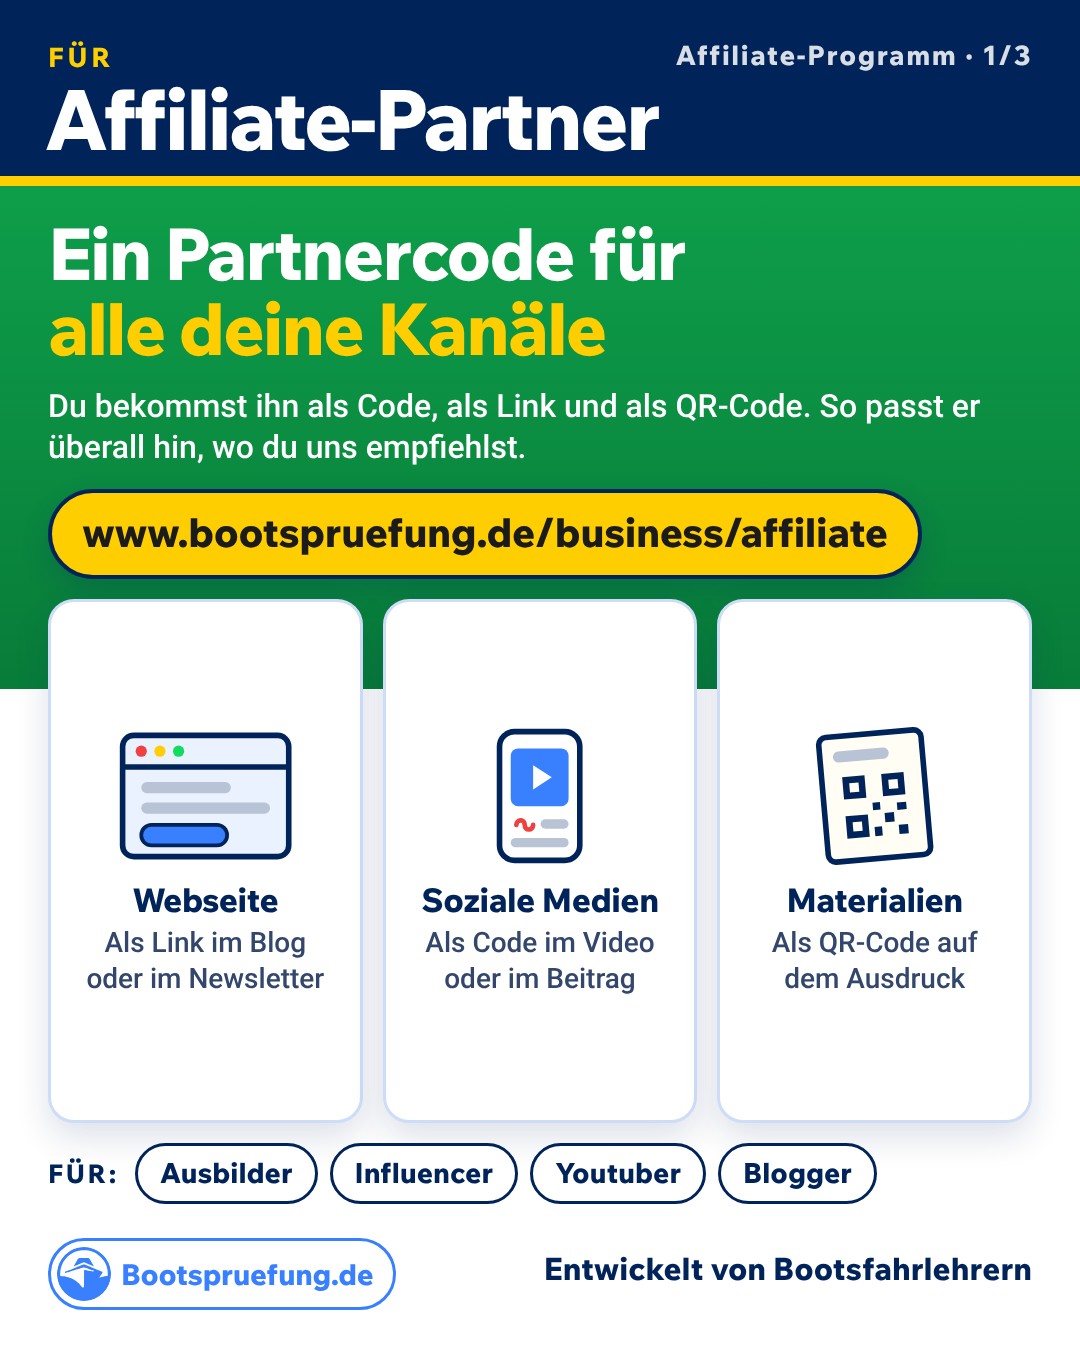 FÜR
Affiliate-Programm · 1/3
Affiliate-Partner
Ein Partnercode für
alle deine Kanäle
Du bekommst ihn als Code, als Link und als QR-Code. So passt er
überall hin, wo du uns empfiehlst.
www.bootspruefung.de/business/affiliate
Webseite
Als Link im Blog
oder im Newsletter
Soziale Medien
Als Code im Video
oder im Beitrag
Materialien
Als QR-Code auf
dem Ausdruck
FÜR: Ausbilder Influencer Youtuber Blogger
Bootspruefung.de
Entwickelt von Bootsfahrlehrern